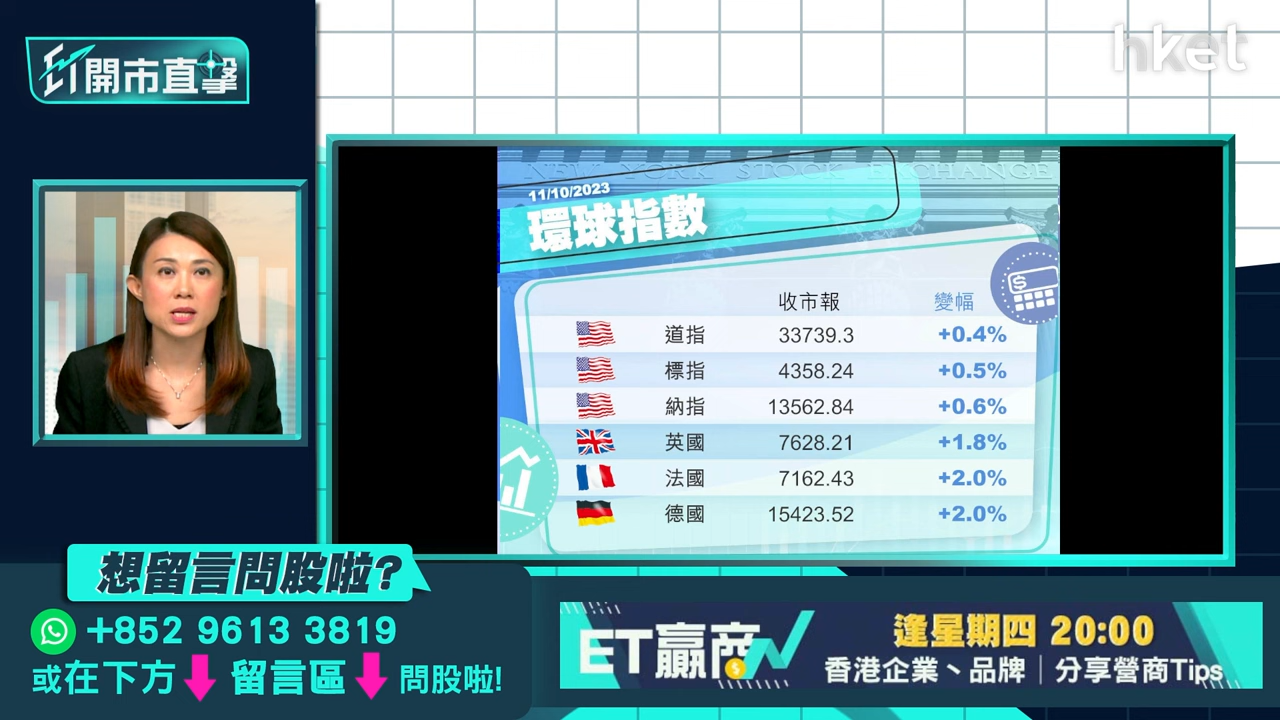 ET開市直擊
hket
NEW YORK STOCK EXCHANGE
11/10/2023
環球指數
收市報 變幅
道指 33739.3 +0.4%
標指 4358.24 +0.5%
納指 13562.84 +0.6%
英國 7628.21 +1.8%
法國 7162.43 +2.0%
德國 15423.52 +2.0%
想留言問股啦?
+852 9613 3819
或在下方 留言區 問股啦!
ET贏商
逢星期四 20:00
香港企業、品牌｜分享營商Tips